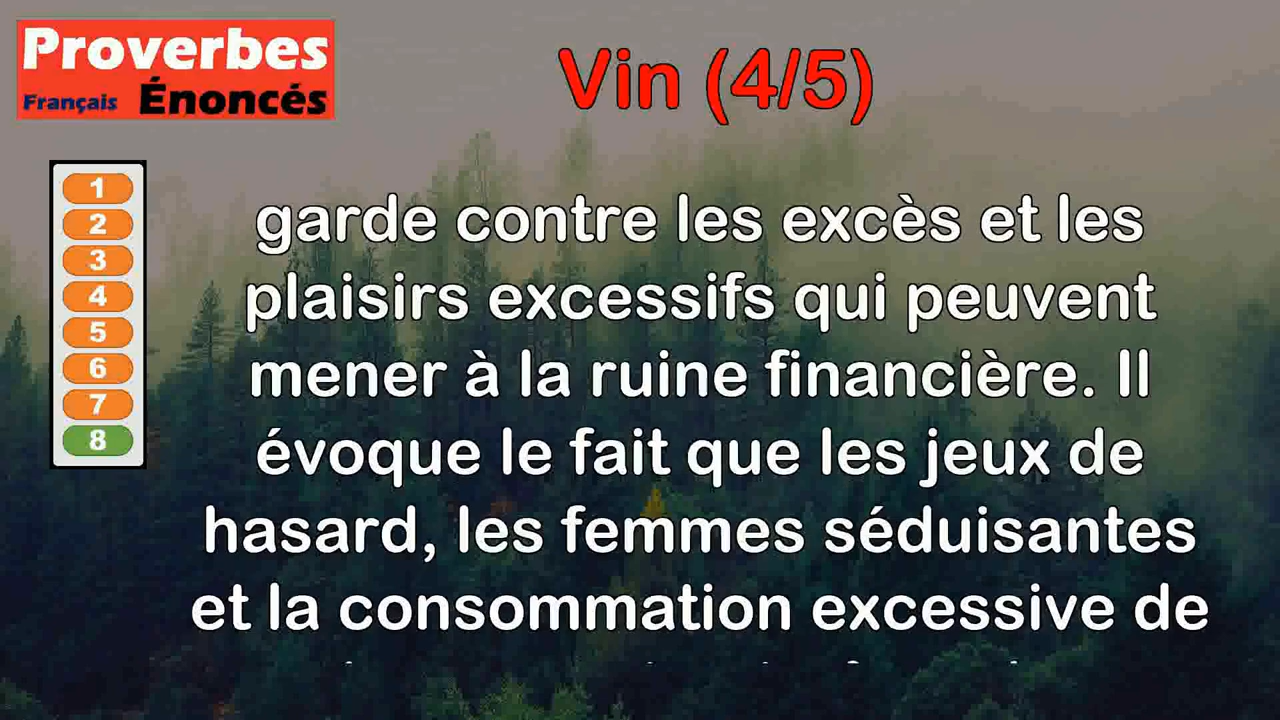 Proverbes
Français Énoncés
Vin (4/5)
1
2
3
4
5
6
7
8
garde contre les excès et les
plaisirs excessifs qui peuvent
mener à la ruine financière. Il
évoque le fait que les jeux de
hasard, les femmes séduisantes
et la consommation excessive de